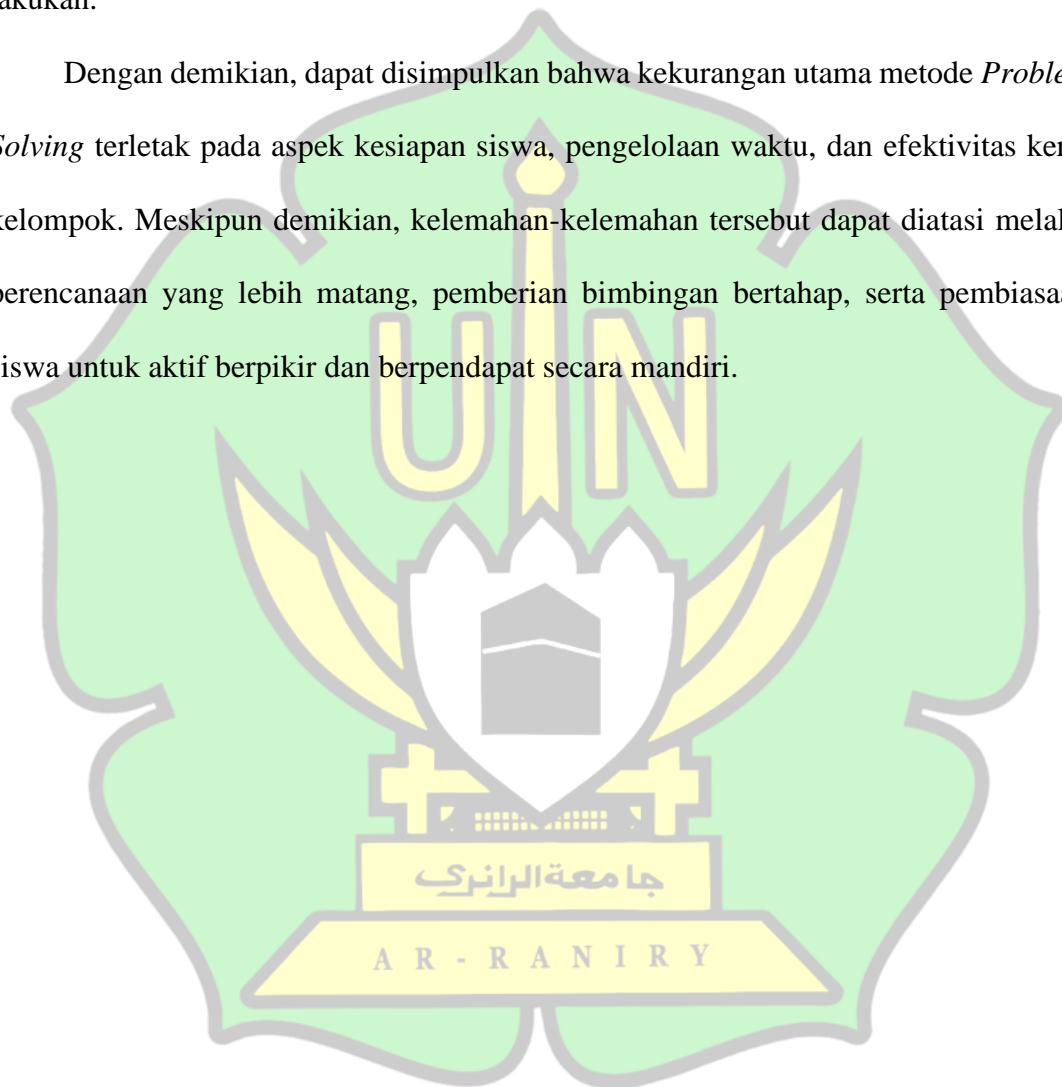 akukan.
Dengan demikian, dapat disimpulkan bahwa kekurangan utama metode Proble
Solving terletak pada aspek kesiapan siswa, pengelolaan waktu, dan efektivitas ker
kelompok. Meskipun demikian, kelemahan-kelemahan tersebut dapat diatasi melal
perencanaan yang lebih matang, pemberian bimbingan bertahap, serta pembiasaa
siswa untuk aktif berpikir dan berpendapat secara mandiri.
UIN
جامعة الرانري
AR-RANIRY